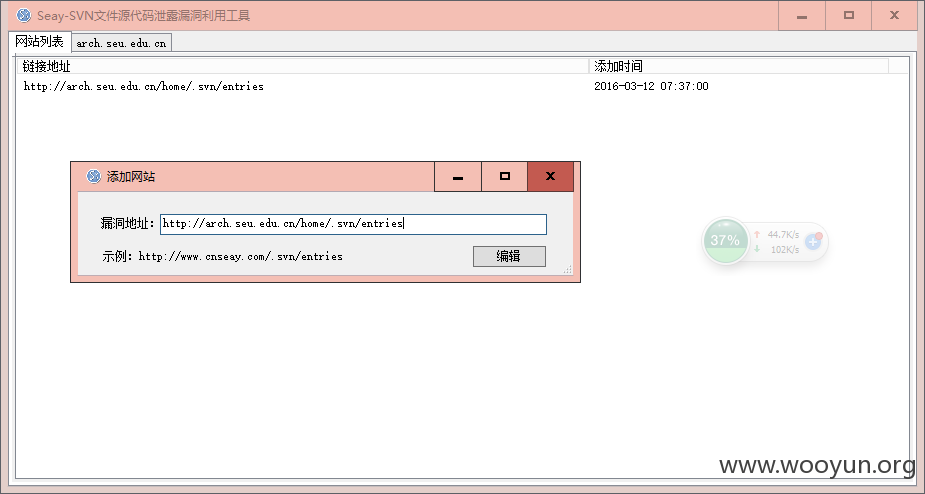 Seay-SVN文件源代码泄露漏洞利用工具
网站列表 arch.seu.edu.cn
链接地址 添加时间
http://arch.seu.edu.cn/home/.svn/entries 2016-03-12 07:37:00
添加网站
漏洞地址: http://arch.seu.edu.cn/home/.svn/entries
示例: http://www.cnseay.com/.svn/entries 编辑
37% 44.7K/s
102K/s
www.wooyun.org